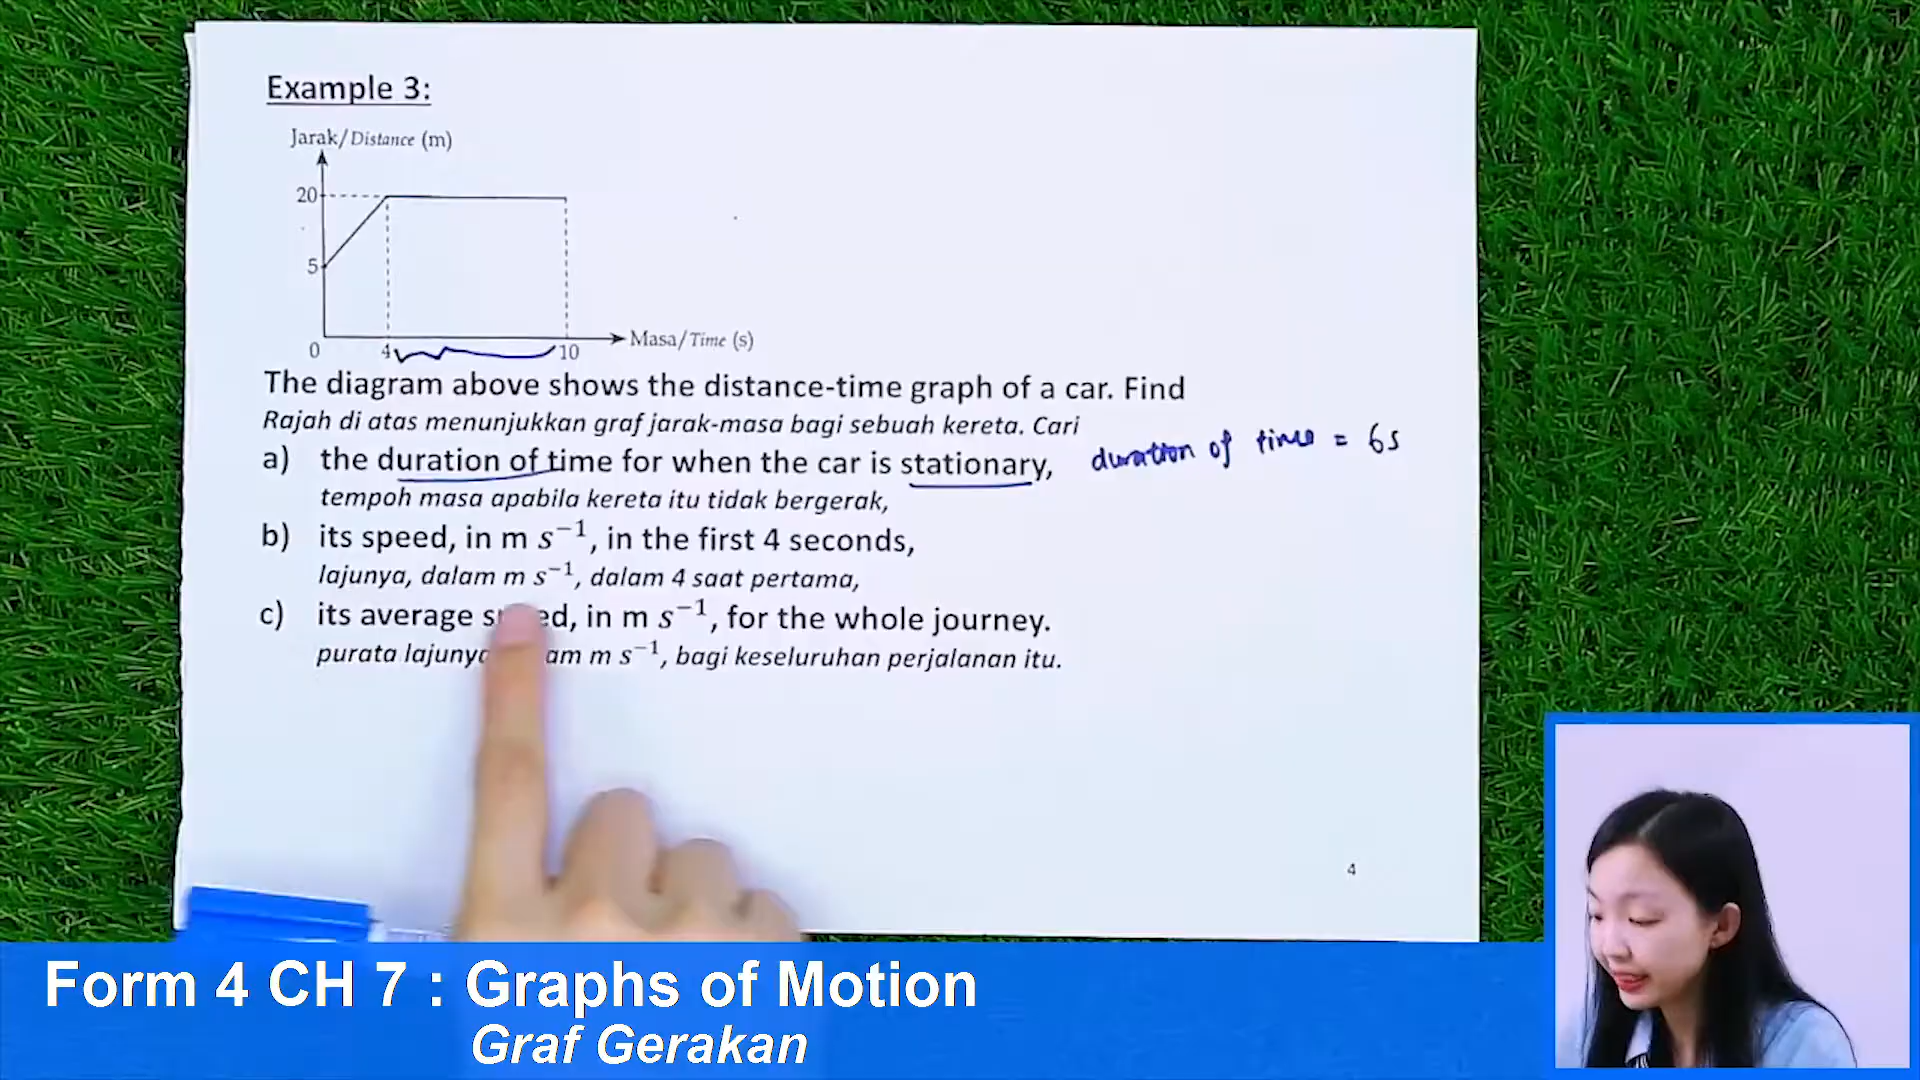 Example 3:
Jarak/Distance (m)
20
5
0
4
10
Masa/Time (s)
The diagram above shows the distance-time graph of a car. Find
Rajah di atas menunjukkan graf jarak-masa bagi sebuah kereta. Cari
a) the duration of time for when the car is stationary, duration of time = 6s
tempoh masa apabila kereta itu tidak bergerak,
b) its speed, in m s⁻¹, in the first 4 seconds,
lajunya, dalam m s⁻¹, dalam 4 saat pertama,
c) its average in m s⁻¹, for the whole journey.
purata m s⁻¹, bagi keseluruhan perjalanan itu.
4
Form 4 CH 7 : Graphs of Motion
Graf Gerakan